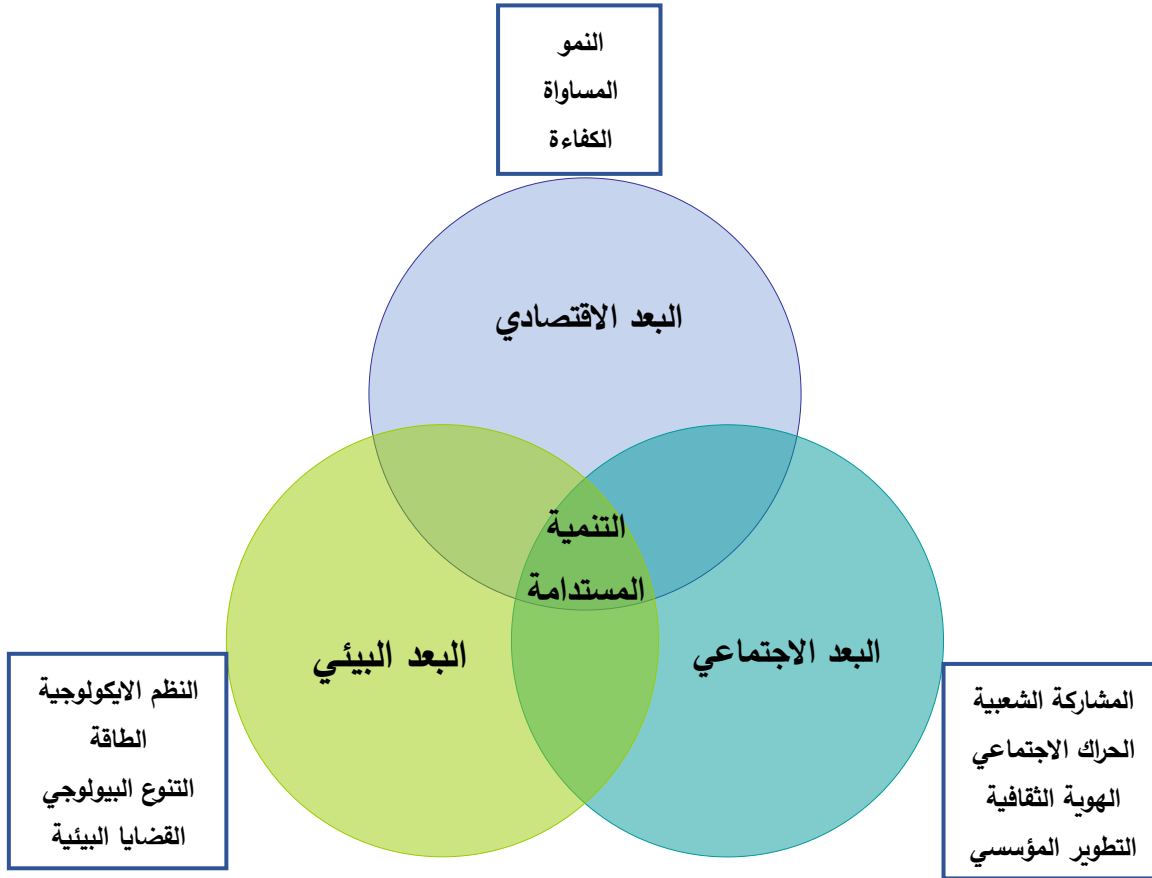 النمو
المساواة
الكفاءة
البعد الاقتصادي
التنمية
المستدامة
البعد الاجتماعي
البعد البيئي
المشاركة الشعبية
الحراك الاجتماعي
الهوية الثقافية
التطوير المؤسسي
النظم الايكولوجية
الطاقة
التنوع البيولوجي
القضايا البيئية